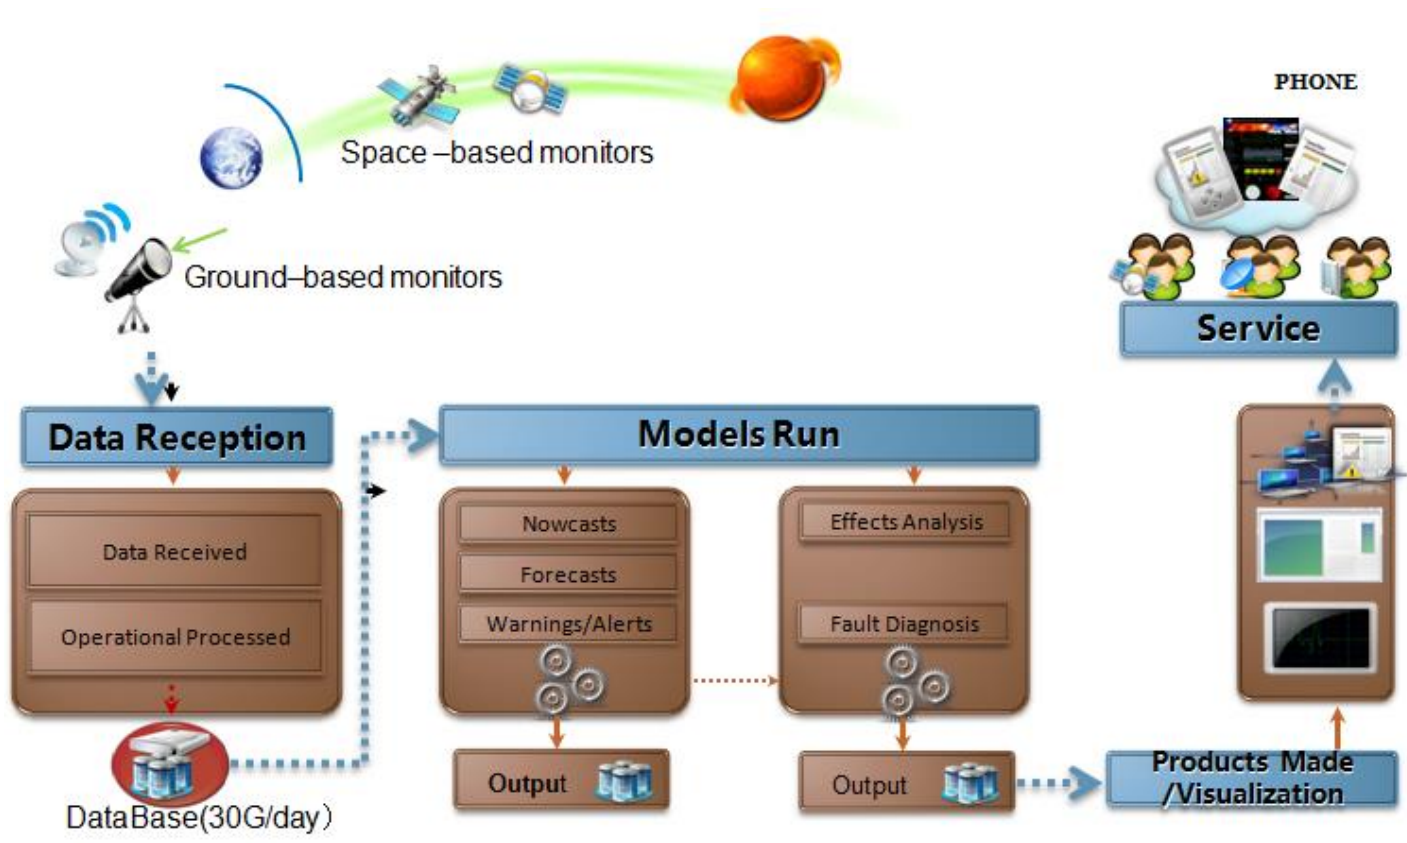 PHONE
Space –based monitors
Ground–based monitors
Service
Data Reception
Models Run
Data Received
Operational Processed
Nowcasts
Forecasts
Warnings/Alerts
Effects Analysis
Fault Diagnosis
Output
Output
Products Made
/Visualization
DataBase(30G/day）